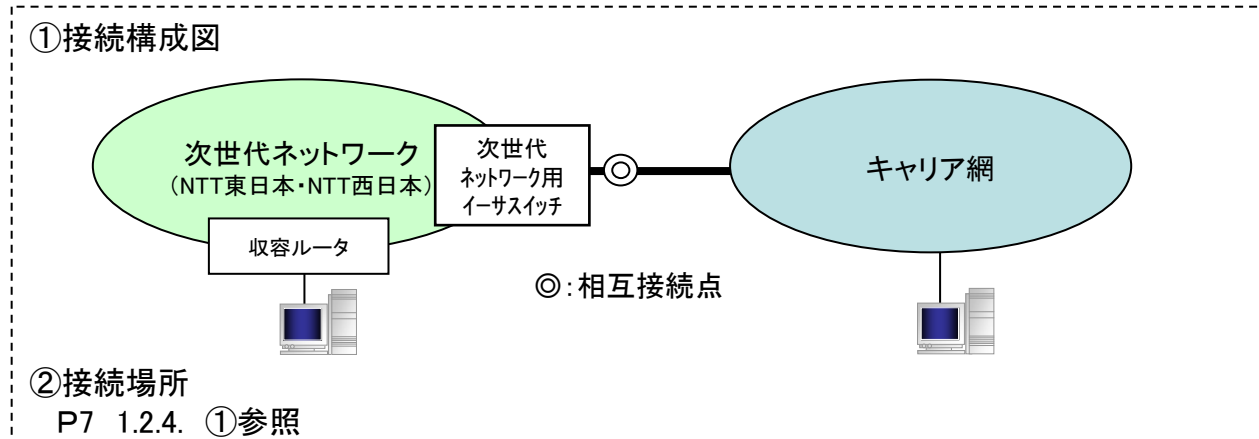 ①接続構成図
次世代ネットワーク
（NTT東日本・NTT西日本）
次世代
ネットワーク用
イーサスイッチ
キャリア網
収容ルータ
◎：相互接続点
②接続場所
P7 1.2.4. ①参照